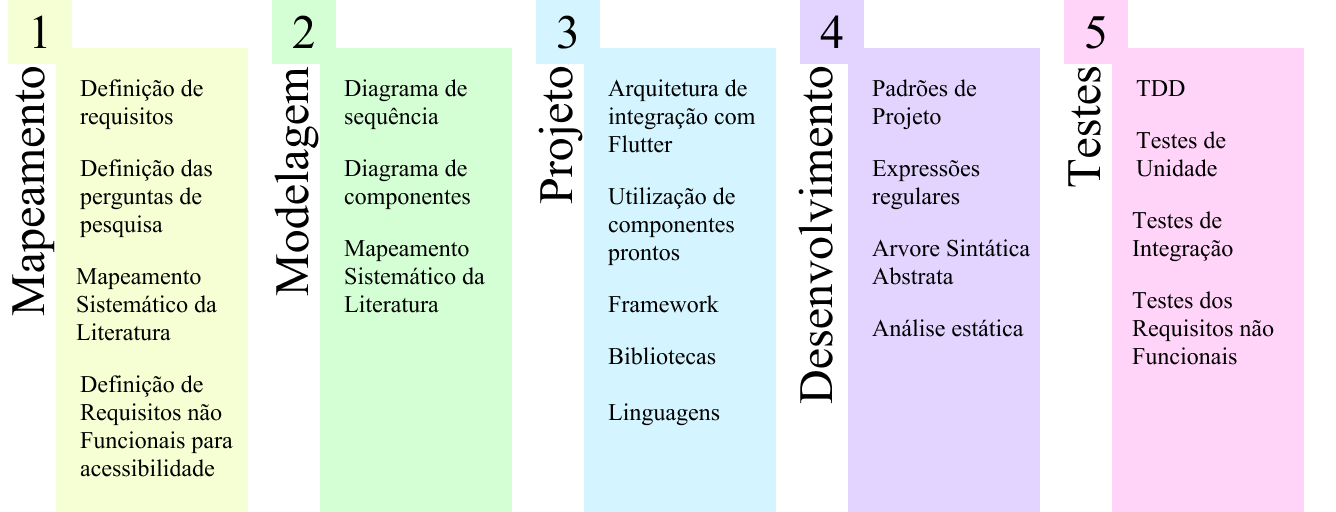 1
Mapeamento
Definição de
requisitos
Definição das
perguntas de
pesquisa
Mapeamento
Sistemático da
Literatura
Definição de
Requisitos não
Funcionais para
acessibilidade
2
Modelagem
Diagrama de
sequência
Diagrama de
componentes
Mapeamento
Sistemático da
Literatura
3
Projeto
Arquitetura de
integração com
Flutter
Utilização de
componentes
prontos
Framework
Bibliotecas
Linguagens
4
Desenvolvimento
Padrões de
Projeto
Expressões
regulares
Arvore Sintática
Abstrata
Análise estática
5
Testes
TDD
Testes de
Unidade
Testes de
Integração
Testes dos
Requisitos não
Funcionais